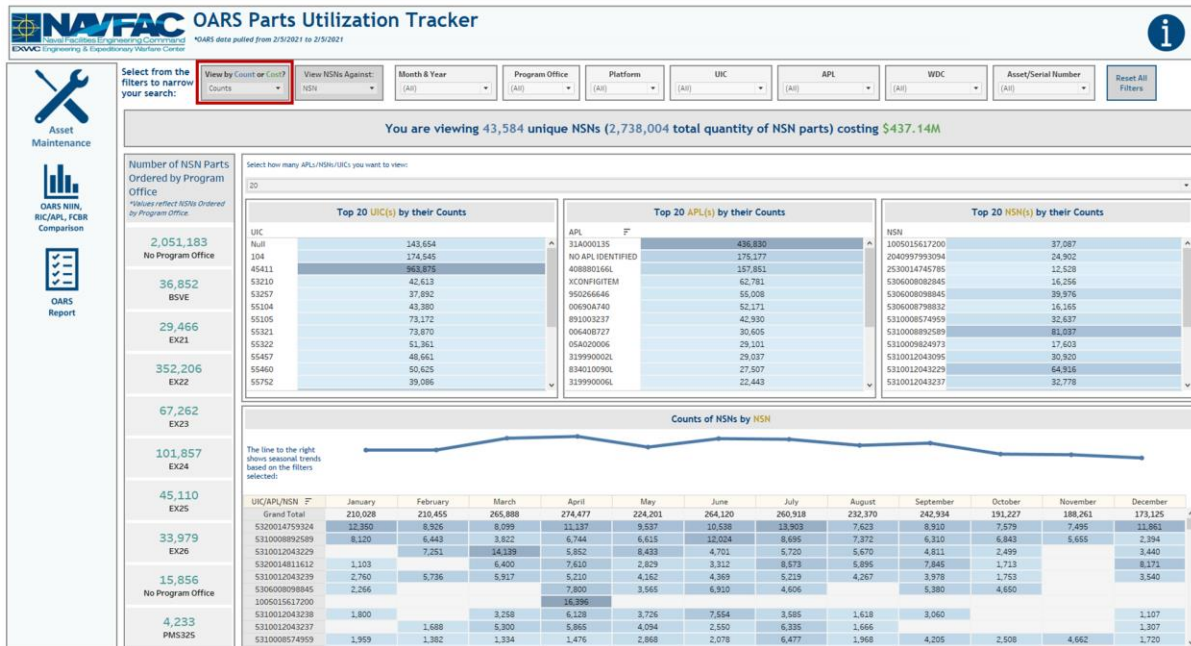 NAVFAC
Naval Facilities Engineering Command
EXWC Engineering & Expeditionary Warfare Center
OARS Parts Utilization Tracker
*OARS data pulled from 2/5/2021 to 2/5/2021
i
Asset
Maintenance
OARS NIIN,
RIC/APL, FCBR
Comparison
OARS
Report
Select from the
filters to narrow
your search:
View by Count or Cost?
Counts
View NSNs Against:
NSN
Month & Year
(All)
Program Office
(All)
Platform
(All)
UIC
(All)
APL
(All)
WDC
(All)
Asset/Serial Number
(All)
Reset All
Filters
You are viewing 43,584 unique NSNs (2,738,004 total quantity of NSN parts) costing $437.14M
Number of NSN Parts
Ordered by Program
Office
*Values reflect NSNs Ordered
by Program Office.
2,051,183
No Program Office
36,852
BSVE
29,466
EX21
352,206
EX22
67,262
EX23
101,857
EX24
45,110
EX25
33,979
EX26
15,856
No Program Office
4,233
PMS325
Select how many APLs/NSNs/UICs you want to view:
20
Top 20 UIC(s) by their Counts
UIC
Null 143,654
104 174,545
45411 963,875
53210 42,613
53257 37,892
55104 43,380
55105 73,172
55321 73,870
55322 51,361
55457 48,661
55460 50,625
55752 39,086
Top 20 APL(s) by their Counts
APL
31A000135 436,830
NO APL IDENTIFIED 175,177
408880166L 157,851
XCONFIGITEM 62,781
950266646 55,008
00690A740 52,171
891003237 42,930
00640B727 30,605
05A020006 29,101
319990002L 29,037
834010090L 27,507
319990006L 22,443
Top 20 NSN(s) by their Counts
NSN
1005015617200 37,087
2040997993094 24,902
2530014745785 12,528
5306008082845 16,256
5306008098845 39,976
5306008798832 16,165
5310008574959 32,637
5310008892589 81,037
5310009824973 17,603
5310012043095 30,920
5310012043229 64,916
5310012043237 32,778
Counts of NSNs by NSN
The line to the right
shows seasonal trends
based on the filters
selected:
UIC/APL/NSN January February March April May June July August September October November December
Grand Total 210,028 210,455 265,888 274,477 224,201 264,120 260,918 232,370 242,934 191,227 188,261 173,125
5320014759324 12,350 8,926 8,099 11,137 9,537 10,538 13,903 7,623 8,910 7,579 7,495 11,861
5310008892589 8,120 6,443 3,822 6,744 6,615 12,024 8,695 7,372 6,310 6,843 5,655 2,394
5310012043229 7,251 14,139 5,852 8,433 4,701 5,720 5,670 4,811 2,499 3,440
5320014811612 1,103 6,400 7,610 2,829 3,312 8,573 5,895 7,845 1,713 8,171
5310012043239 2,760 5,736 5,917 5,210 4,162 4,369 5,219 4,267 3,978 1,753 3,540
5306008098845 2,266 7,800 3,565 6,910 4,606 5,380 4,650
1005015617200 16,396
5310012043238 1,800 3,258 6,128 3,726 7,554 3,585 1,618 3,060 1,107
5310012043237 1,688 5,300 5,865 4,094 2,550 6,335 1,666 1,307
5310008574959 1,959 1,382 1,334 1,476 2,868 2,078 6,477 1,968 4,205 2,508 4,662 1,720